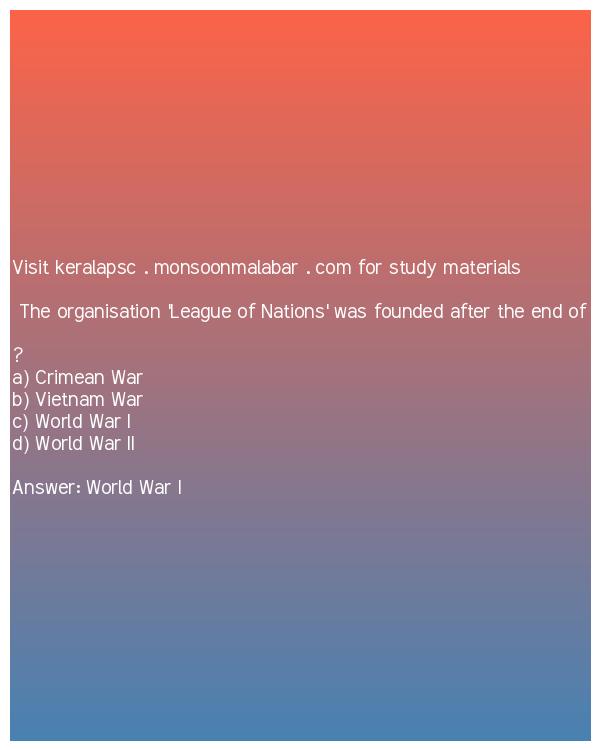 Visit keralapsc . monsoonmalabar . com for study materials
The organisation 'League of Nations' was founded after the end of
?
a) Crimean War
b) Vietnam War
c) World War I
d) World War II
Answer: World War I